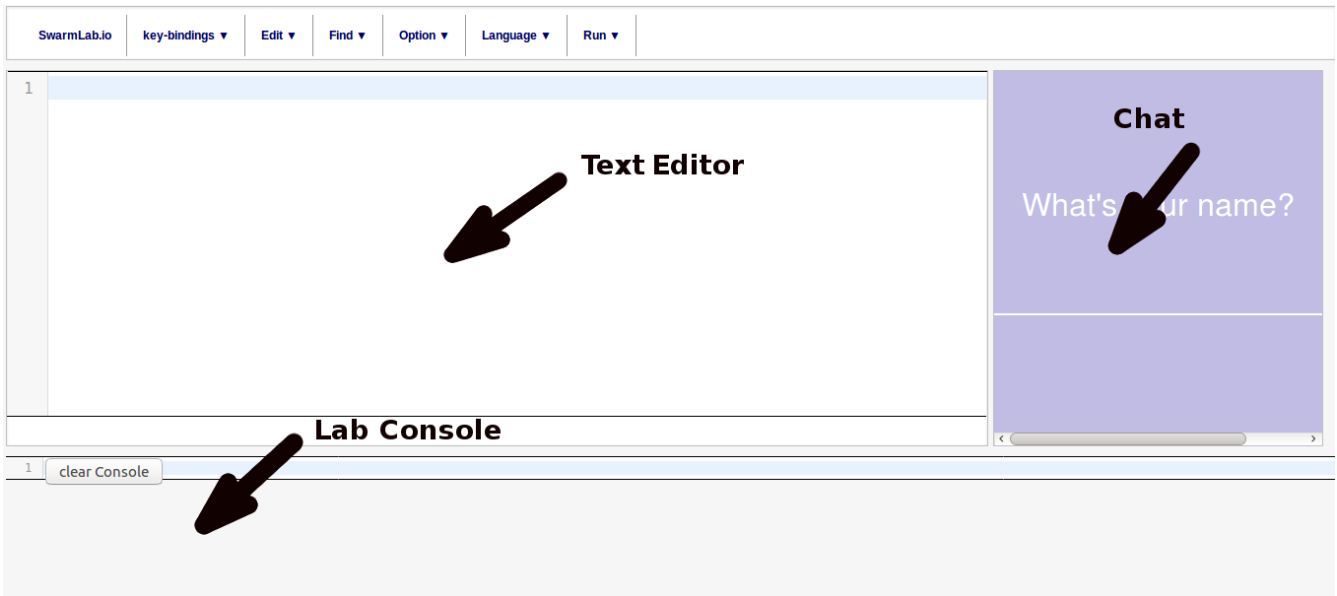 SwarmLab.io key-bindings ▼ Edit ▼ Find ▼ Option ▼ Language ▼ Run ▼
1
Text Editor
Chat
What's ur name?
Lab Console
1 clear Console